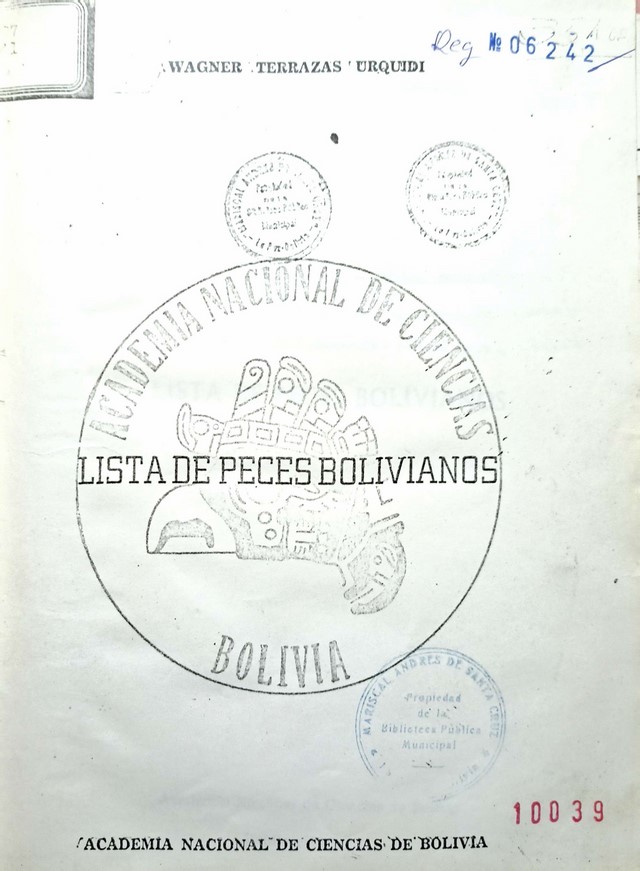 Reg Nº 06242
WAGNER TERRAZAS URQUIDI
ACADEMIA NACIONAL DE CIENCIAS
LISTA DE PECES BOLIVIANOS
BOLIVIA
MARISCAL ANDRES DE SANTA CRUZ
Propiedad
de la
Biblioteca Pública
Municipal
10039
ACADEMIA NACIONAL DE CIENCIAS DE BOLIVIA